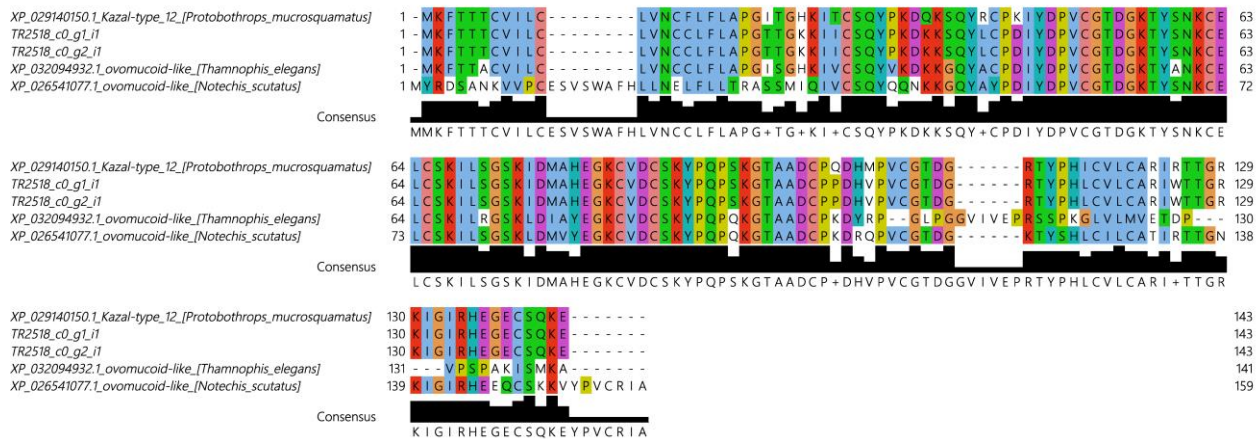 XP_029140150.1_Kazal-type_12_[Protobothrops_mucrosquamatus] 1 -MKFTTTCVILC--------LVNCFLFLAPGITGHKITCSQYPKDQKSQYRCPKIYDPVCGTDGKTYSNKCE 63
TR2518_c0_g1_i1 1 -MKFTTTCVILC--------LVNCCLFLAPGTTGKKIICSQYPKDKKSQYLCPDIYDPVCGTDGKTYSNKCE 63
TR2518_c0_g2_i1 1 -MKFTTTCVILC--------LVNCCLFLAPGTTGKKIICSQYPKDKKSQYLCPDIYDPVCGTDGKTYSNKCE 63
XP_032094932.1_ovomucoid-like_[Thamnophis_elegans] 1 -MKFTTACVILC--------LVNCCLFLAPGISGHKIVCSQYVKDKKGQYACPDIYDPVCGTDGKTYANKCE 63
XP_026541077.1_ovomucoid-like_[Notechis_scutatus] 1 MYRDSANKVVPCESVSWAFHLLNELFLLTRASSMIQIVCSQYQQNKKGQYAYPDIYDPVCGTDGKTYSNKCE 72
Consensus
MMKFTTTCVILCESVSWAFHLVNCCLFLAPG+TG+KI+CSQYPKDKKSQY+CPDIYDPVCGTDGKTYSNKCE
XP_029140150.1_Kazal-type_12_[Protobothrops_mucrosquamatus] 64 LCSKILSGSKIDMAHEGKCVDCSKYPQPSKGTAADCPQDHMPVCGTDG------RTYPHLCVLCARIRTTGR 129
TR2518_c0_g1_i1 64 LCSKILSGSKIDMAHEGKCVDCSKYPQPSKGTAADCPPDHVPVCGTDG------RTYPHLCVLCARIWTTGR 129
TR2518_c0_g2_i1 64 LCSKILSGSKIDMAHEGKCVDCSKYPQPSKGTAADCPPDHVPVCGTDG------RTYPHLCVLCARIWTTGR 129
XP_032094932.1_ovomucoid-like_[Thamnophis_elegans] 64 LCSKILRGSKLDIAYEGKCVDCSKYPQPQKGTAADCPKDYRP--GLPGGVIVEPRSSPKGLVLMVETDP--- 130
XP_026541077.1_ovomucoid-like_[Notechis_scutatus] 73 LCSKILSGSKLDMVYEGKCVDCSKYPQPQKGTAADCPKDRQPVCGTDG------KTYSHLCILCATIRTTGN 138
Consensus
LCSKILSGSKIDMAHEGKCVDCSKYPQPSKGTAADCP+DHVPVCGTDGGVIVEPRTYPHLCVLCARI+TTGR
XP_029140150.1_Kazal-type_12_[Protobothrops_mucrosquamatus] 130 KIGIRHEGECSQKE------- 143
TR2518_c0_g1_i1 130 KIGIRHEGECSQKE------- 143
TR2518_c0_g2_i1 130 KIGIRHEGECSQKE------- 143
XP_032094932.1_ovomucoid-like_[Thamnophis_elegans] 131 ---VPSPAKISMKA------- 141
XP_026541077.1_ovomucoid-like_[Notechis_scutatus] 139 KIGIRHEEQCSKKVYPVCRIA 159
Consensus
KIGIRHEGECSQKEYPVCRIA